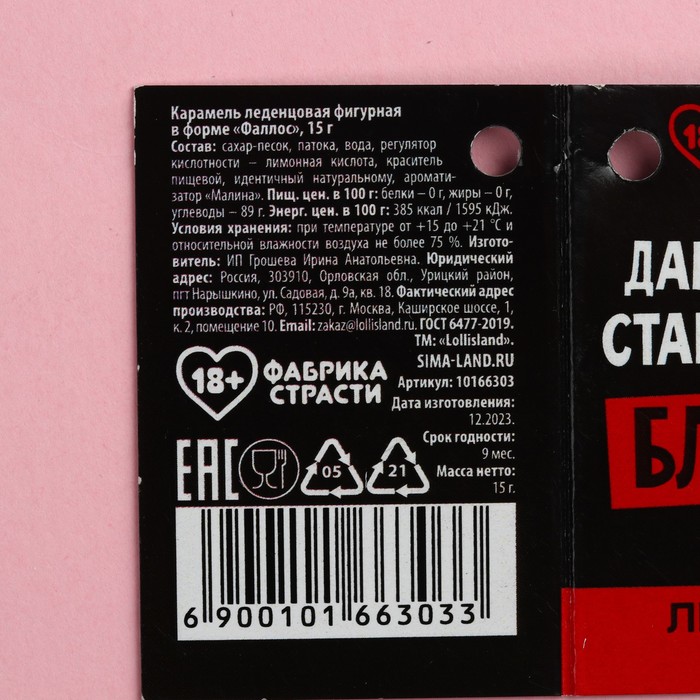 Карамель леденцовая фигурная
в форме «Фаллос», 15 г
Состав: сахар-песок, патока, вода, регулятор
кислотности – лимонная кислота, краситель
пищевой, идентичный натуральному, аромати-
затор «Малина». Пищ. цен. в 100 г: белки – 0 г, жиры – 0 г,
углеводы – 89 г. Энерг. цен. в 100 г: 385 ккал / 1595 кДж.
Условия хранения: при температуре от +15 до +21 °С и
относительной влажности воздуха не более 75 %. Изгото-
витель: ИП Грошева Ирина Анатольевна. Юридический
адрес: Россия, 303910, Орловская обл., Урицкий район,
пгт Нарышкино, ул. Садовая, д. 9а, кв. 18. Фактический адрес
производства: РФ, 115230, г. Москва, Каширское шоссе, 1,
к. 2, помещение 10. Email: zakaz@lollisland.ru. ГОСТ 6477-2019.
ТМ: «Lollisland».
SIMA-LAND.RU
Артикул: 10166303
Дата изготовления:
12.2023.
Срок годности:
9 мес.
Масса нетто:
15 г.
18+ ФАБРИКА
СТРАСТИ
ЕАС 05 21
6 900101 663033
18
ДАВ
СТА
БЛ